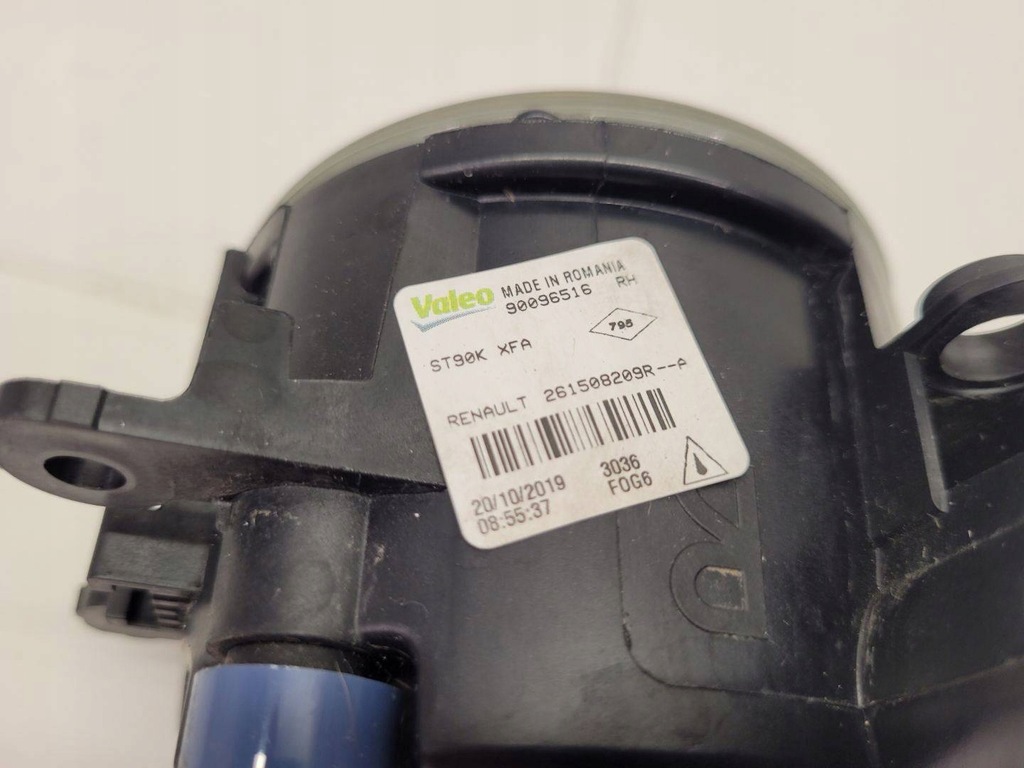 Valeo MADE IN ROMANIA
90096516 RH
795
ST90K XFA
RENAULT 261508209R--A
20/10/2019 3036
08:55:37 FOG6